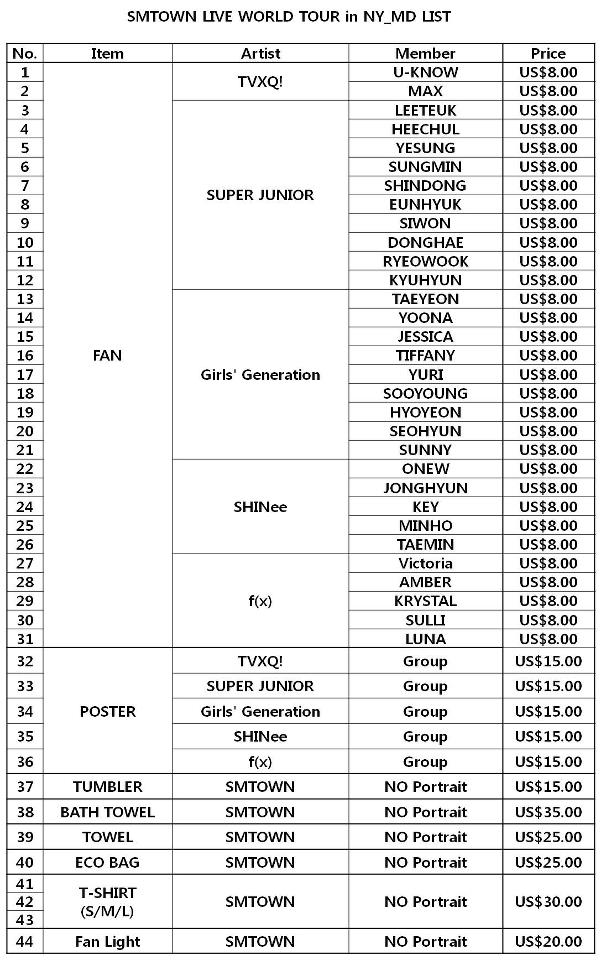 SMTOWN LIVE WORLD TOUR in NY_MD LIST
No. Item Artist Member Price
1 FAN TVXQ! U-KNOW US$8.00
2 MAX US$8.00
3 SUPER JUNIOR LEETEUK US$8.00
4 HEECHUL US$8.00
5 YESUNG US$8.00
6 SUNGMIN US$8.00
7 SHINDONG US$8.00
8 EUNHYUK US$8.00
9 SIWON US$8.00
10 DONGHAE US$8.00
11 RYEOWOOK US$8.00
12 KYUHYUN US$8.00
13 Girls' Generation TAEYEON US$8.00
14 YOONA US$8.00
15 JESSICA US$8.00
16 TIFFANY US$8.00
17 YURI US$8.00
18 SOOYOUNG US$8.00
19 HYOYEON US$8.00
20 SEOHYUN US$8.00
21 SUNNY US$8.00
22 SHINee ONEW US$8.00
23 JONGHYUN US$8.00
24 KEY US$8.00
25 MINHO US$8.00
26 TAEMIN US$8.00
27 f(x) Victoria US$8.00
28 AMBER US$8.00
29 KRYSTAL US$8.00
30 SULLI US$8.00
31 LUNA US$8.00
32 POSTER TVXQ! Group US$15.00
33 SUPER JUNIOR Group US$15.00
34 Girls' Generation Group US$15.00
35 SHINee Group US$15.00
36 f(x) Group US$15.00
37 TUMBLER SMTOWN NO Portrait US$15.00
38 BATH TOWEL SMTOWN NO Portrait US$35.00
39 TOWEL SMTOWN NO Portrait US$25.00
40 ECO BAG SMTOWN NO Portrait US$25.00
41 T-SHIRT
42 (S/M/L) SMTOWN NO Portrait US$30.00
43
44 Fan Light SMTOWN NO Portrait US$20.00